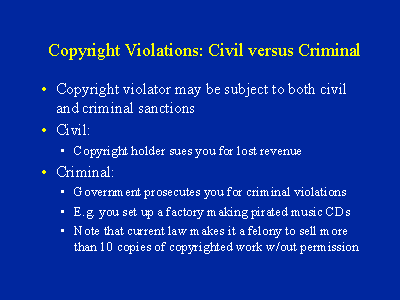 Copyright Violations: Civil versus Criminal
• Copyright violator may be subject to both civil
and criminal sanctions
• Civil:
• Copyright holder sues you for lost revenue
• Criminal:
• Government prosecutes you for criminal violations
• E.g. you set up a factory making pirated music CDs
• Note that current law makes it a felony to sell more
than 10 copies of copyrighted work w/out permission